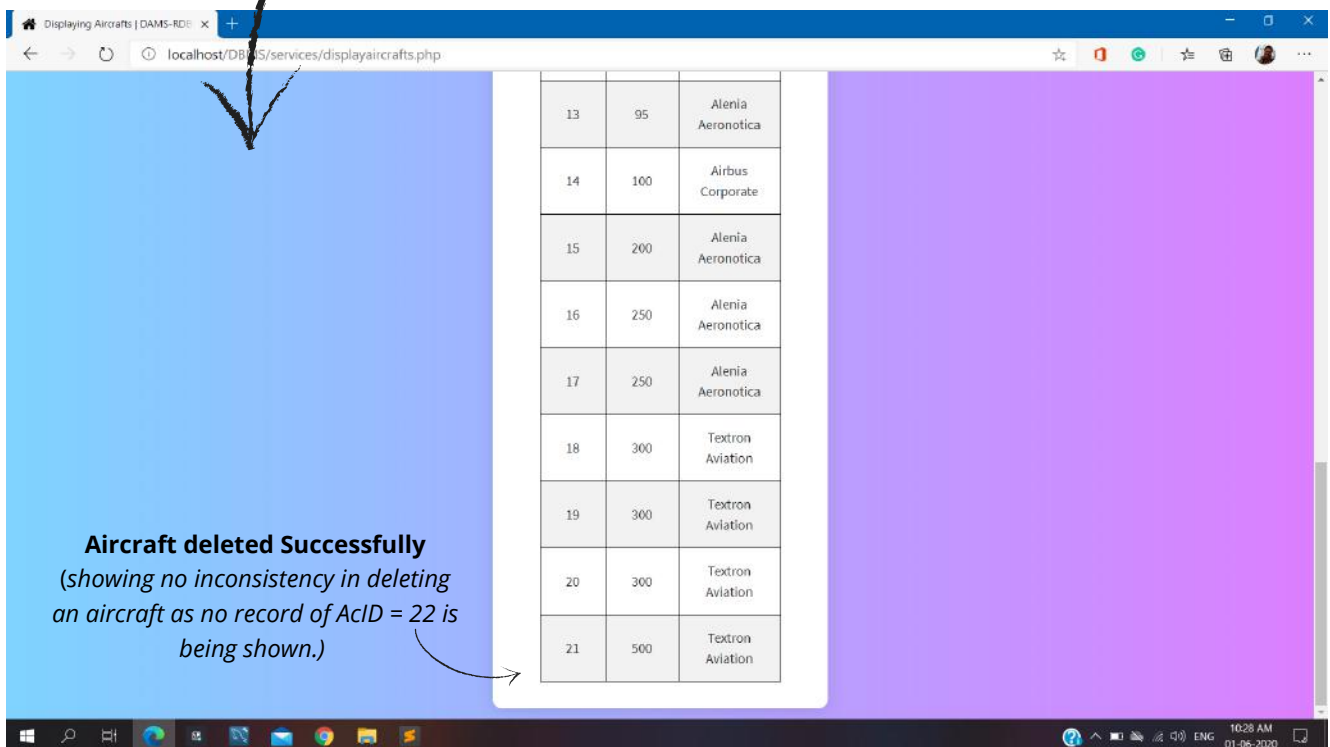 Displaying Aircrafts | DAMS-RDB
localhost/DBMS/services/displayaircrafts.php
13 95 Alenia
Aeronotica
14 100 Airbus
Corporate
15 200 Alenia
Aeronotica
16 250 Alenia
Aeronotica
17 250 Alenia
Aeronotica
18 300 Textron
Aviation
19 300 Textron
Aviation
20 300 Textron
Aviation
21 500 Textron
Aviation
Aircraft deleted Successfully
(showing no inconsistency in deleting
an aircraft as no record of AcID = 22 is
being shown.)
ENG
10:28 AM
01-06-2020